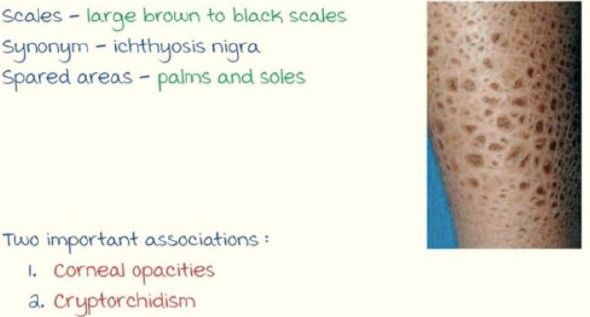 Scales - large brown to black scales
Synonym - ichthyosis nigra
Spared areas - palms and soles
Two important associations :
1. Corneal opacities
2. Cryptorchidism